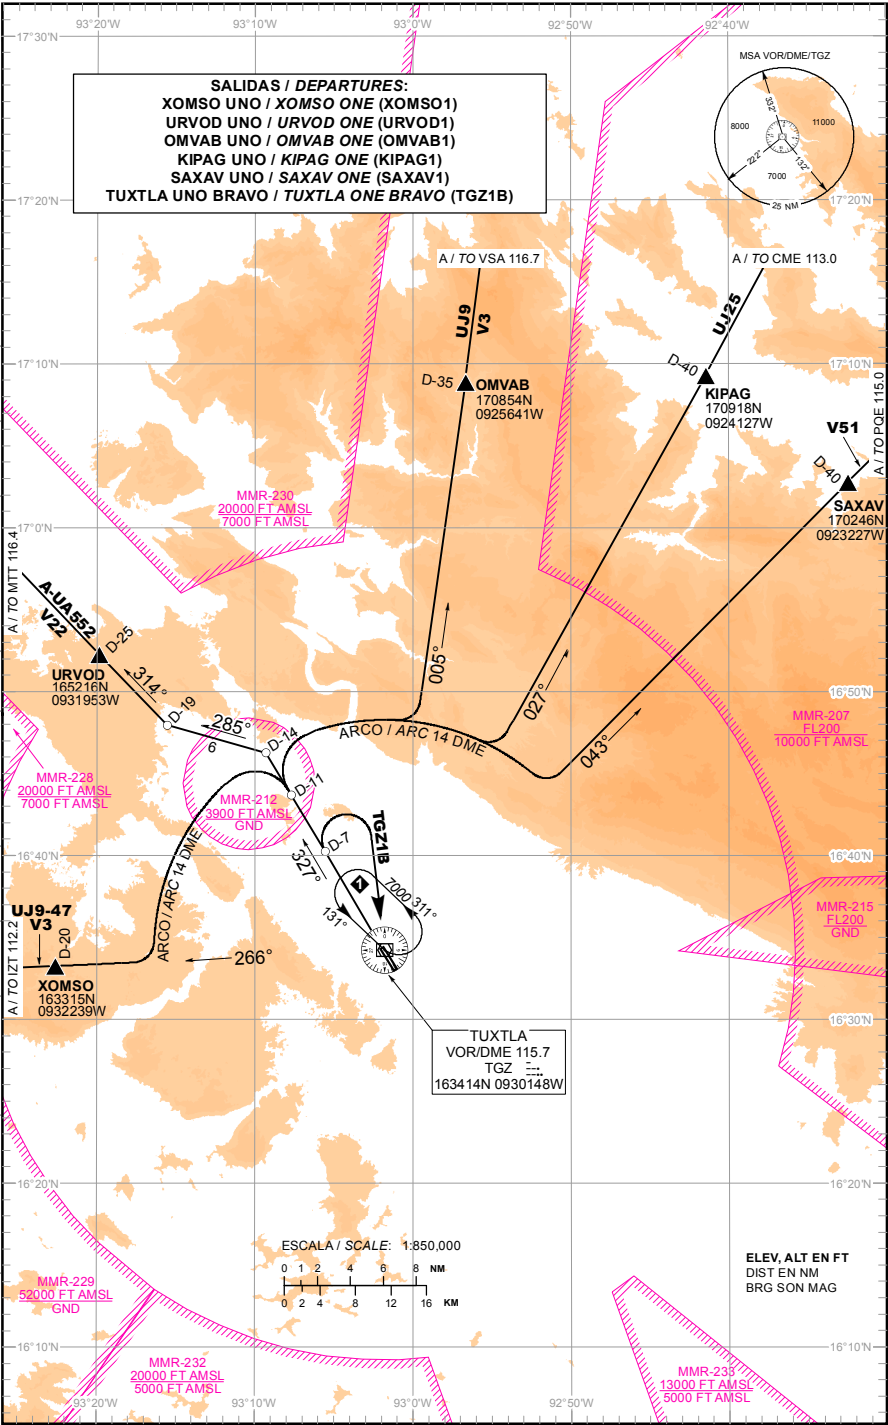 93°20'W
93°10'W
93°0'W
92°50'W
92°40'W
17°30'N
17°30'N
SALIDAS / DEPARTURES:
XOMSO UNO / XOMSO ONE (XOMSO1)
URVOD UNO / URVOD ONE (URVOD1)
OMVAB UNO / OMVAB ONE (OMVAB1)
KIPAG UNO / KIPAG ONE (KIPAG1)
SAXAV UNO / SAXAV ONE (SAXAV1)
TUXTLA UNO BRAVO / TUXTLA ONE BRAVO (TGZ1B)
MSA VOR/DME/TGZ
332°
8000
11000
222°
132°
7000
25 NM
17°20'N
17°20'N
A / TO VSA 116.7
A / TO CME 113.0
UJ9
V3
UJ25
17°10'N
17°10'N
D-35
OMVAB
170854N
0925641W
D-40
KIPAG
170918N
0924127W
A / TO PQE 115.0
V51
D-40
SAXAV
170246N
0923227W
MMR-230
20000 FT AMSL
7000 FT AMSL
17°0'N
17°0'N
A / TO MTT 116.4
A-UA552
V22
D-25
URVOD
165216N
0931953W
314°
D-19
005°
027°
043°
16°50'N
285°
6
D-14
ARCO / ARC 14 DME
MMR-207
FL200
10000 FT AMSL
MMR-228
20000 FT AMSL
7000 FT AMSL
D-11
MMR-212
3900 FT AMSL
GND
TGZ1B
D-7
327°
16°40'N
16°40'N
ARCO / ARC 14 DME
1
7000
311°
131°
MMR-215
FL200
GND
UJ9-47
V3
A / TO IZT 112.2
D-20
XOMSO
163315N
0932239W
266°
16°30'N
TUXTLA
VOR/DME 115.7
TGZ
163414N 0930148W
16°20'N
16°20'N
ESCALA / SCALE: 1:850,000
0 1 2 4 6 8 NM
0 2 4 8 12 16 KM
ELEV, ALT EN FT
DIST EN NM
BRG SON MAG
MMR-229
52000 FT AMSL
GND
16°10'N
16°10'N
MMR-232
20000 FT AMSL
5000 FT AMSL
MMR-233
13000 FT AMSL
5000 FT AMSL
93°20'W
93°10'W
93°0'W
92°50'W
92°40'W